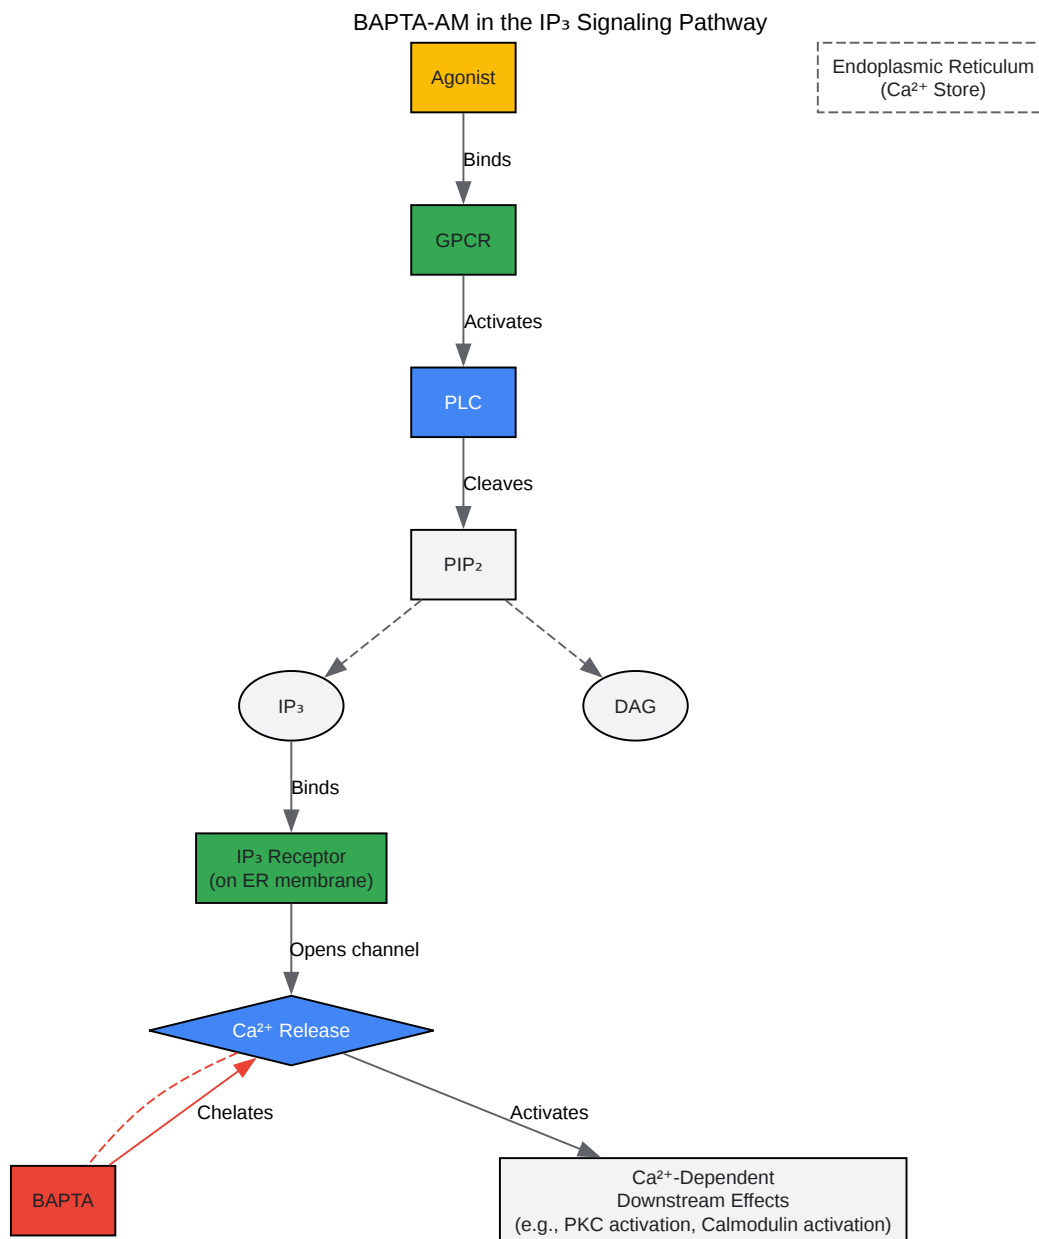 BAPTA-AM in the IP₃ Signaling Pathway
Agonist
Endoplasmic Reticulum
(Ca²⁺ Store)
Binds
GPCR
Activates
PLC
Cleaves
PIP₂
IP₃
DAG
Binds
IP₃ Receptor
(on ER membrane)
Opens channel
Ca²⁺ Release
Chelates
Activates
BAPTA
Ca²⁺-Dependent
Downstream Effects
(e.g., PKC activation, Calmodulin activation)